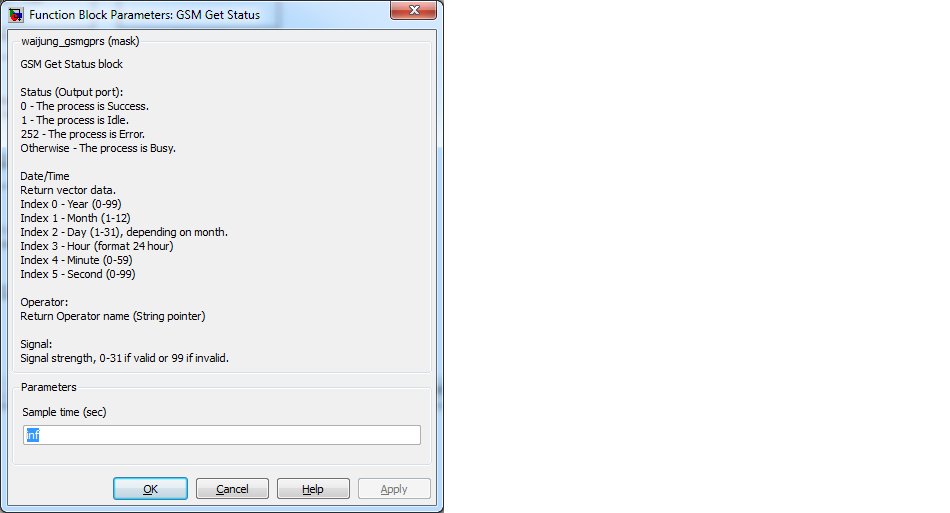 Function Block Parameters: GSM Get Status
waijung_gsmgprs (mask)
GSM Get Status block
Status (Output port):
0 - The process is Success.
1 - The process is Idle.
252 - The process is Error.
Otherwise - The process is Busy.
Date/Time
Return vector data.
Index 0 - Year (0-99)
Index 1 - Month (1-12)
Index 2 - Day (1-31), depending on month.
Index 3 - Hour (format 24 hour)
Index 4 - Minute (0-59)
Index 5 - Second (0-99)
Operator:
Return Operator name (String pointer)
Signal:
Signal strength, 0-31 if valid or 99 if invalid.
Parameters
Sample time (sec)
inf
OK Cancel Help Apply